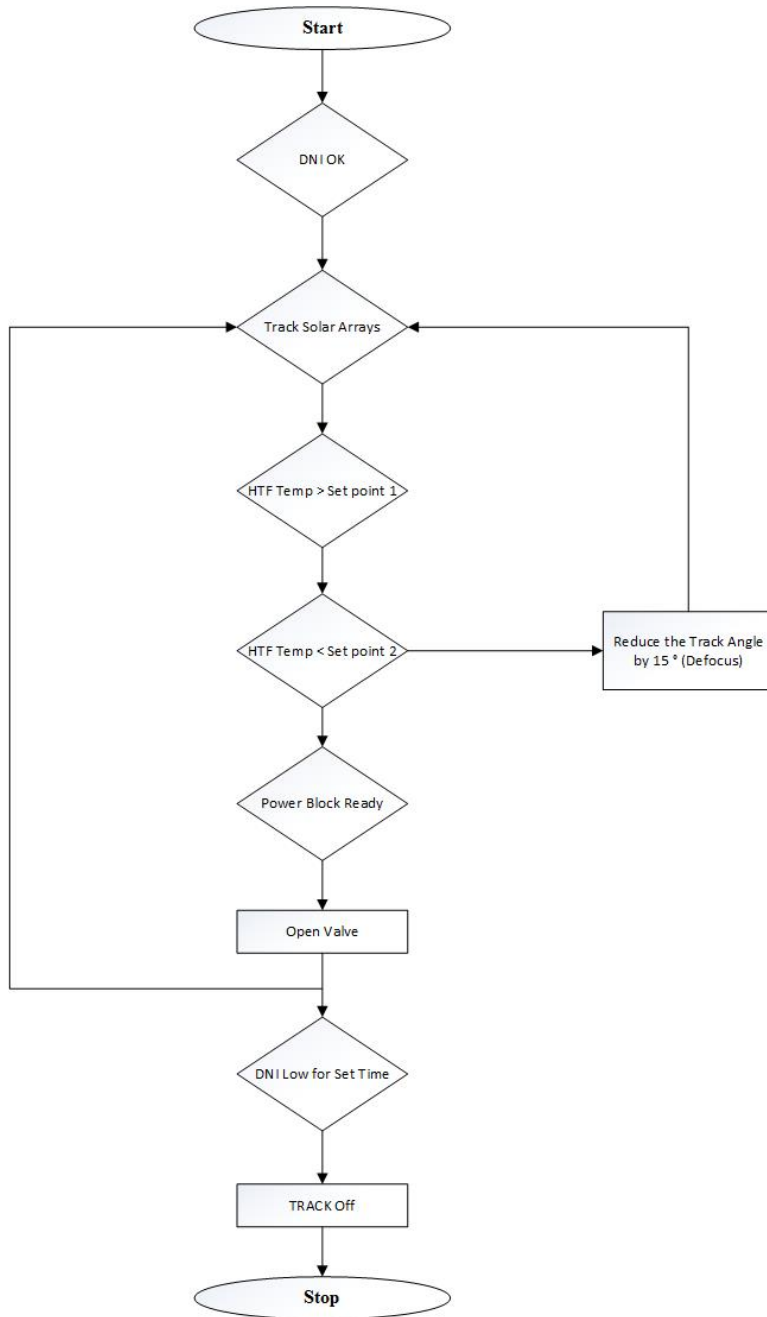 Start
DNI OK
Track Solar Arrays
HTF Temp > Set point 1
HTF Temp < Set point 2
Reduce the Track Angle
by 15 ° (Defocus)
Power Block Ready
Open Valve
DNI Low for Set Time
TRACK Off
Stop